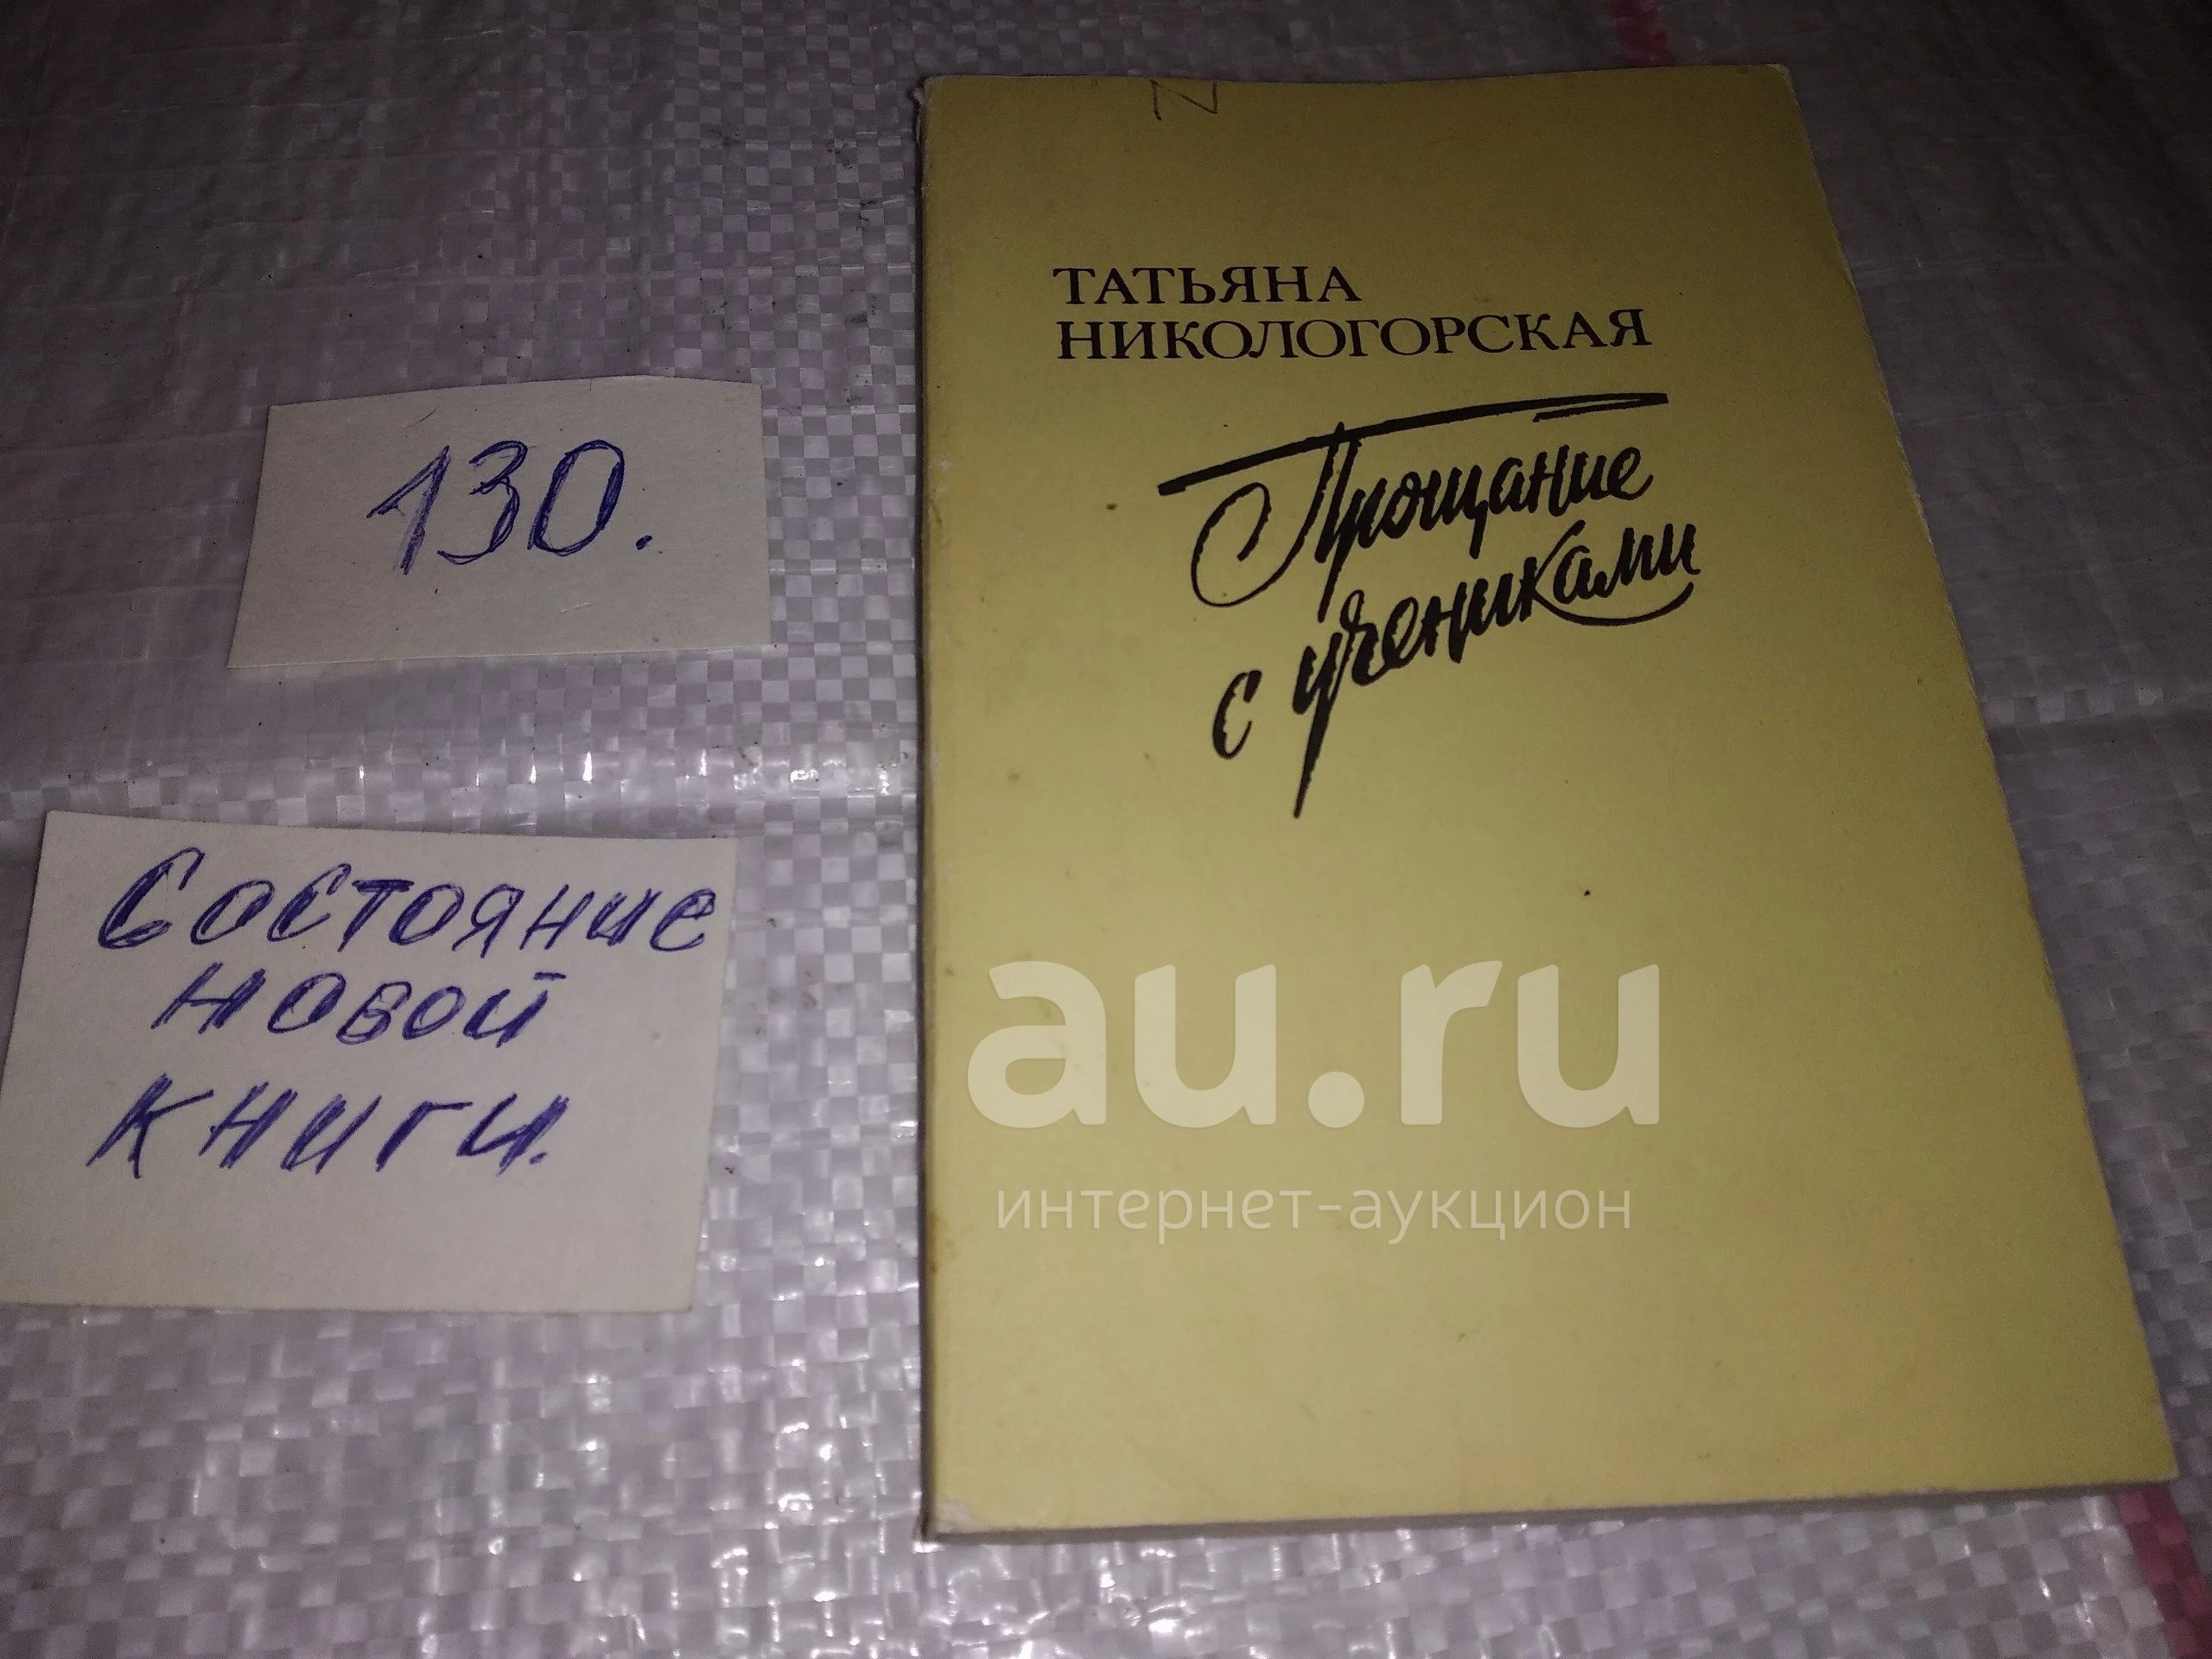 130.
Состояние
новой
книги.
Z
ТАТЬЯНА
НИКОЛОГОРСКАЯ
Прощание
с учениками
au.ru
интернет-аукцион